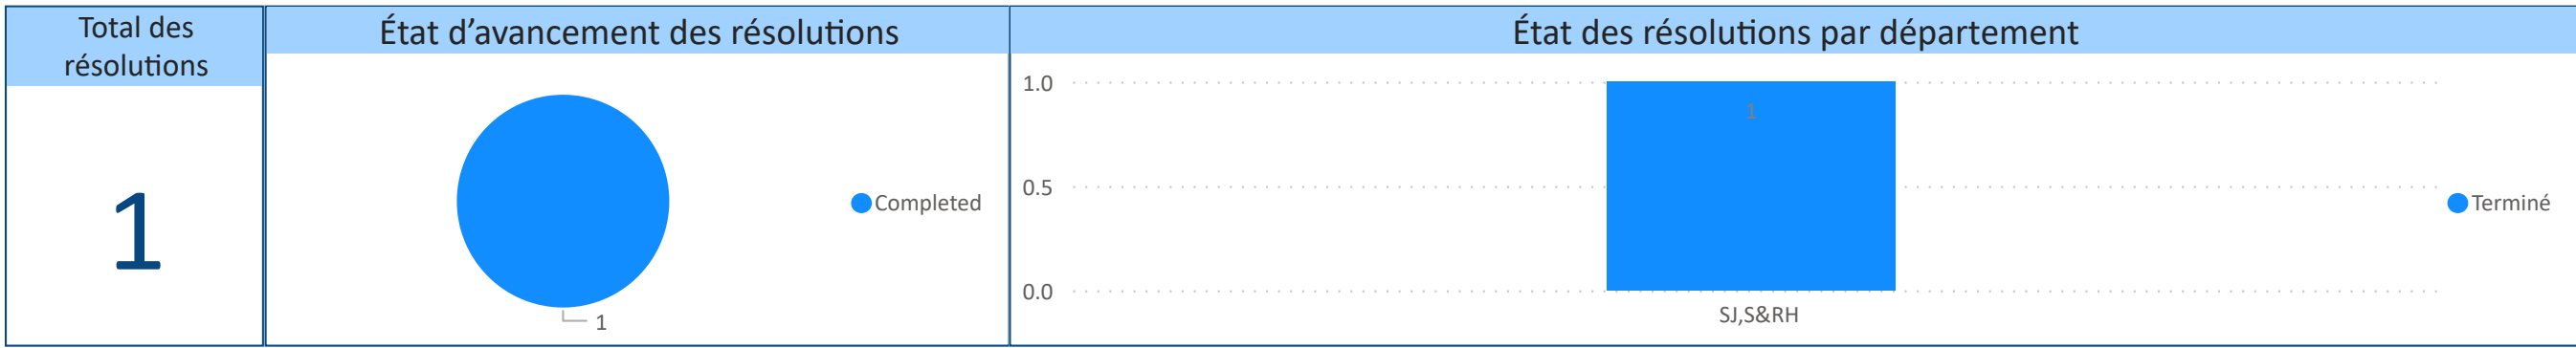 Total des
résolutions
1
État d'avancement des résolutions
1
Completed
État des résolutions par département
1.0
0.5
0.0
1
SJ,S&RH
Terminé